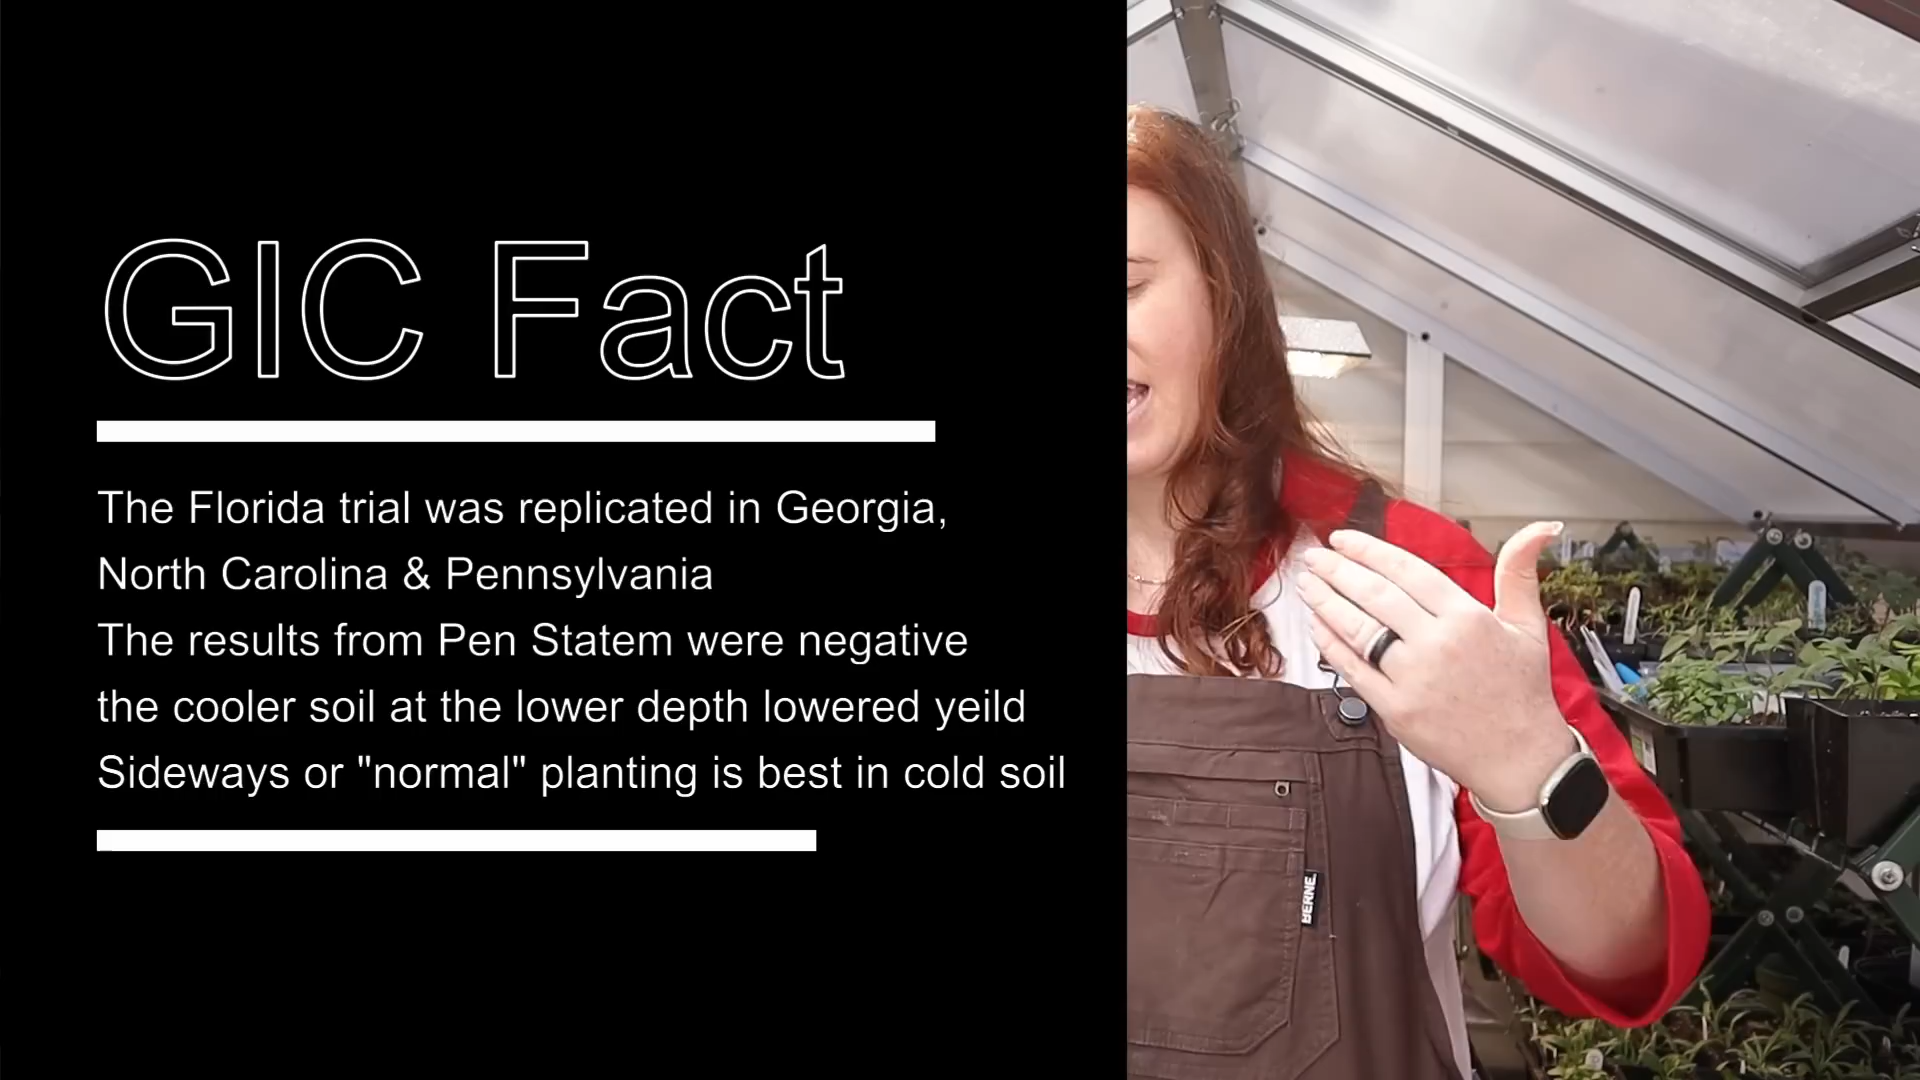 GIC Fact
The Florida trial was replicated in Georgia,
North Carolina & Pennsylvania
The results from Pen Statem were negative
the cooler soil at the lower depth lowered yeild
Sideways or "normal" planting is best in cold soil
BERNE.